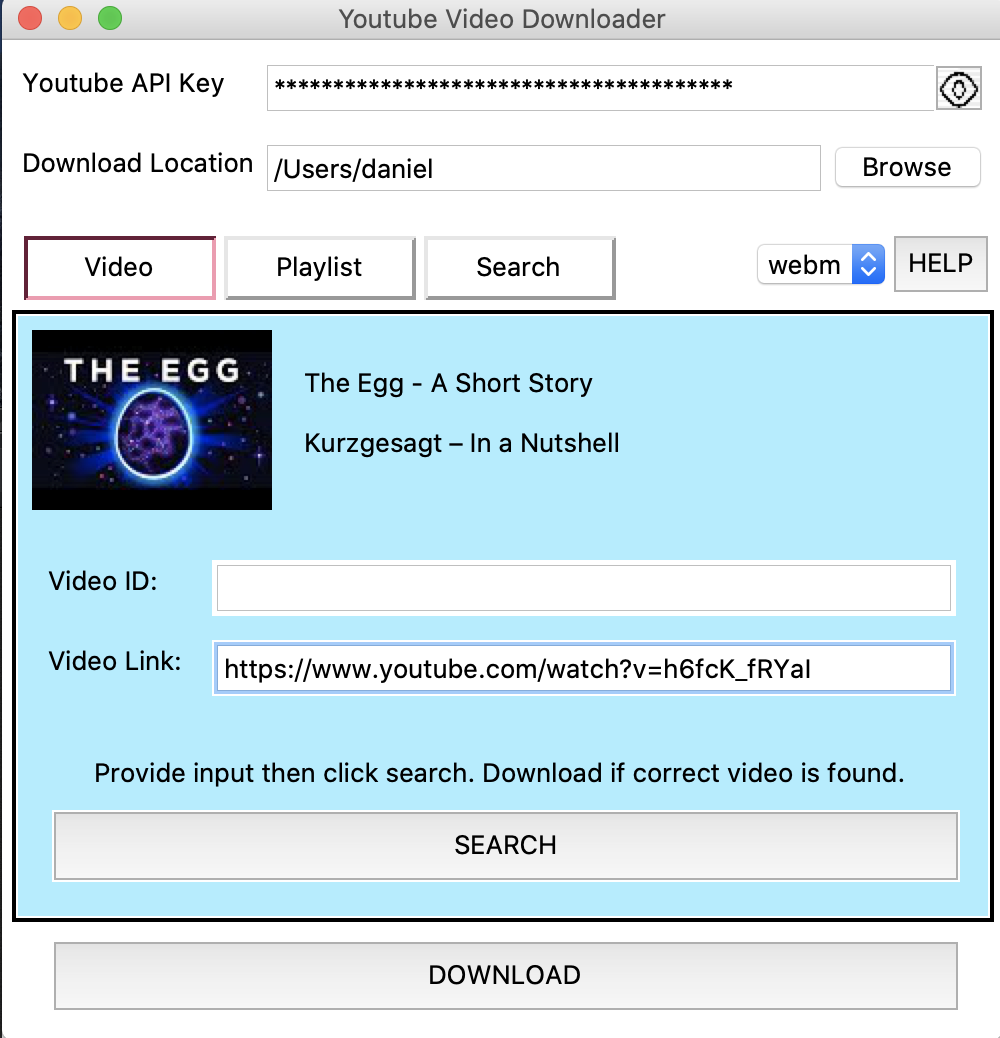 Youtube Video Downloader
Youtube API Key ***************************************
Download Location /Users/daniel Browse
Video Playlist Search webm HELP
THE EGG
The Egg - A Short Story
Kurzgesagt – In a Nutshell
Video ID:
Video Link: https://www.youtube.com/watch?v=h6fcK_fRYaI
Provide input then click search. Download if correct video is found.
SEARCH
DOWNLOAD